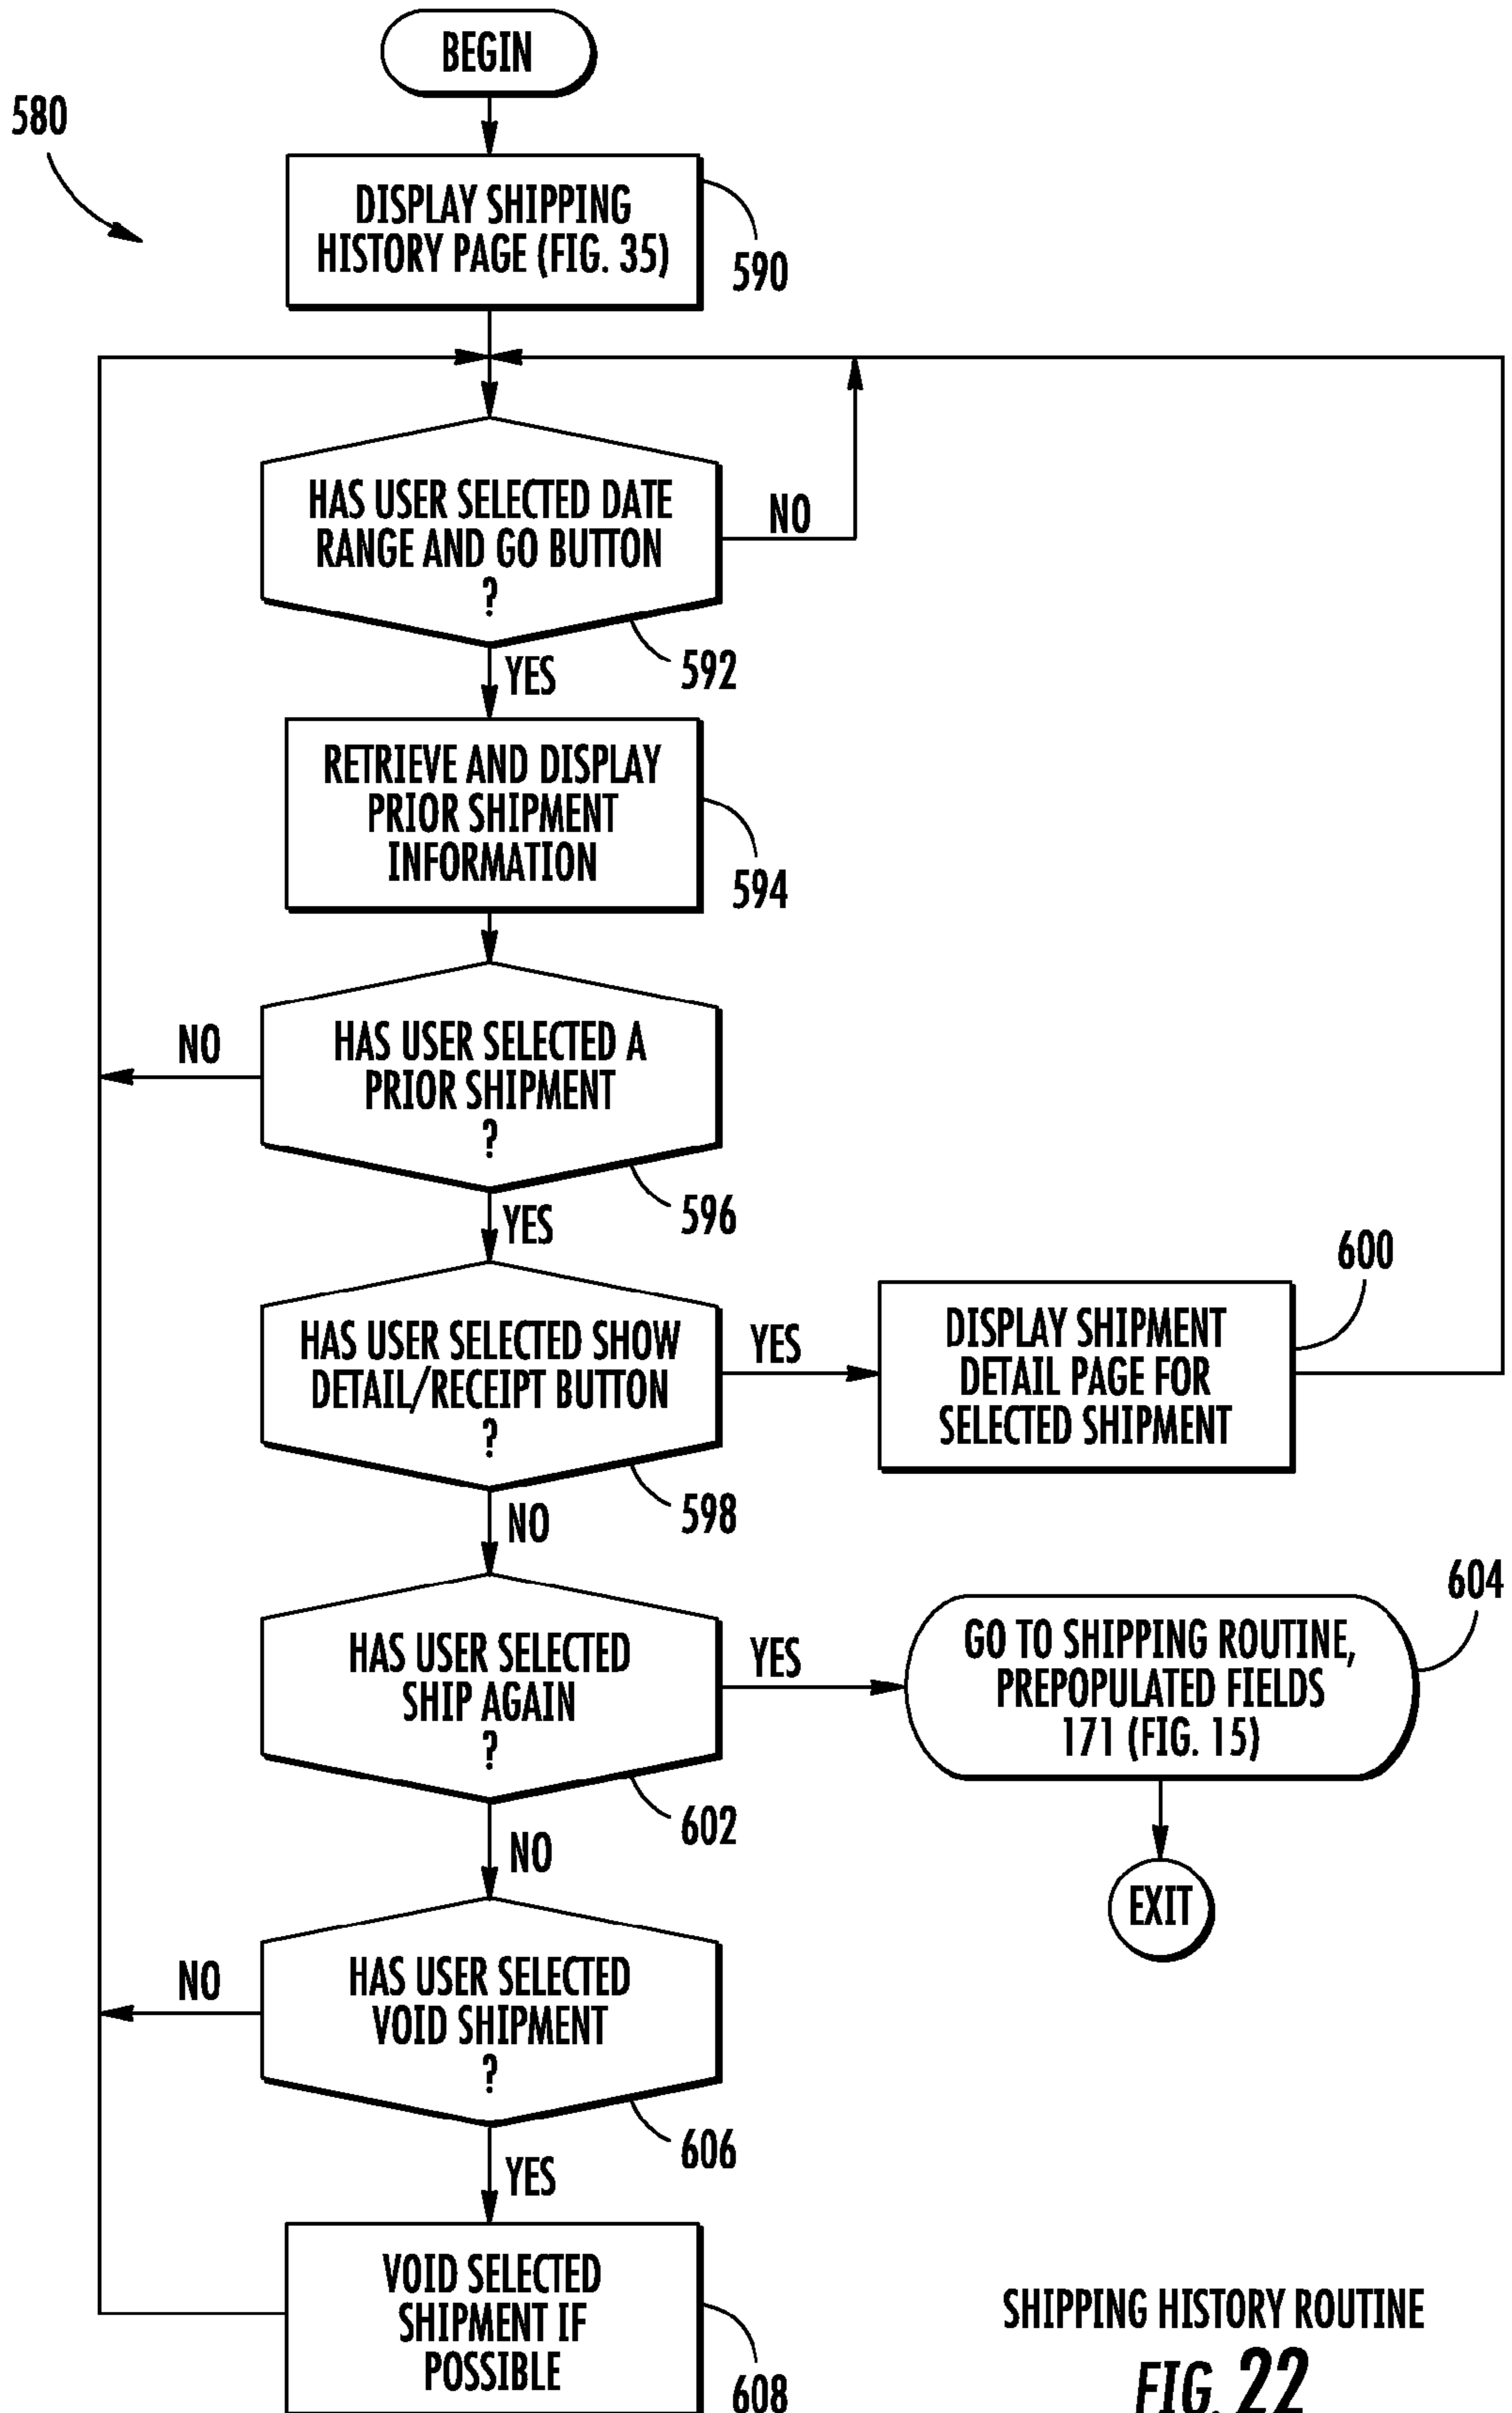 BEGIN
580
DISPLAY SHIPPING
HISTORY PAGE (FIG. 35)
590
HAS USER SELECTED DATE
RANGE AND GO BUTTON
?
NO
592
YES
RETRIEVE AND DISPLAY
PRIOR SHIPMENT
INFORMATION
594
NO
HAS USER SELECTED A
PRIOR SHIPMENT
?
596
YES
HAS USER SELECTED SHOW
DETAIL/RECEIPT BUTTON
?
YES
598
DISPLAY SHIPMENT
DETAIL PAGE FOR
SELECTED SHIPMENT
600
NO
HAS USER SELECTED
SHIP AGAIN
?
YES
602
GO TO SHIPPING ROUTINE,
PREPOPULATED FIELDS
171 (FIG. 15)
604
EXIT
NO
NO
HAS USER SELECTED
VOID SHIPMENT
?
606
YES
VOID SELECTED
SHIPMENT IF
POSSIBLE
608
SHIPPING HISTORY ROUTINE
FIG. 22